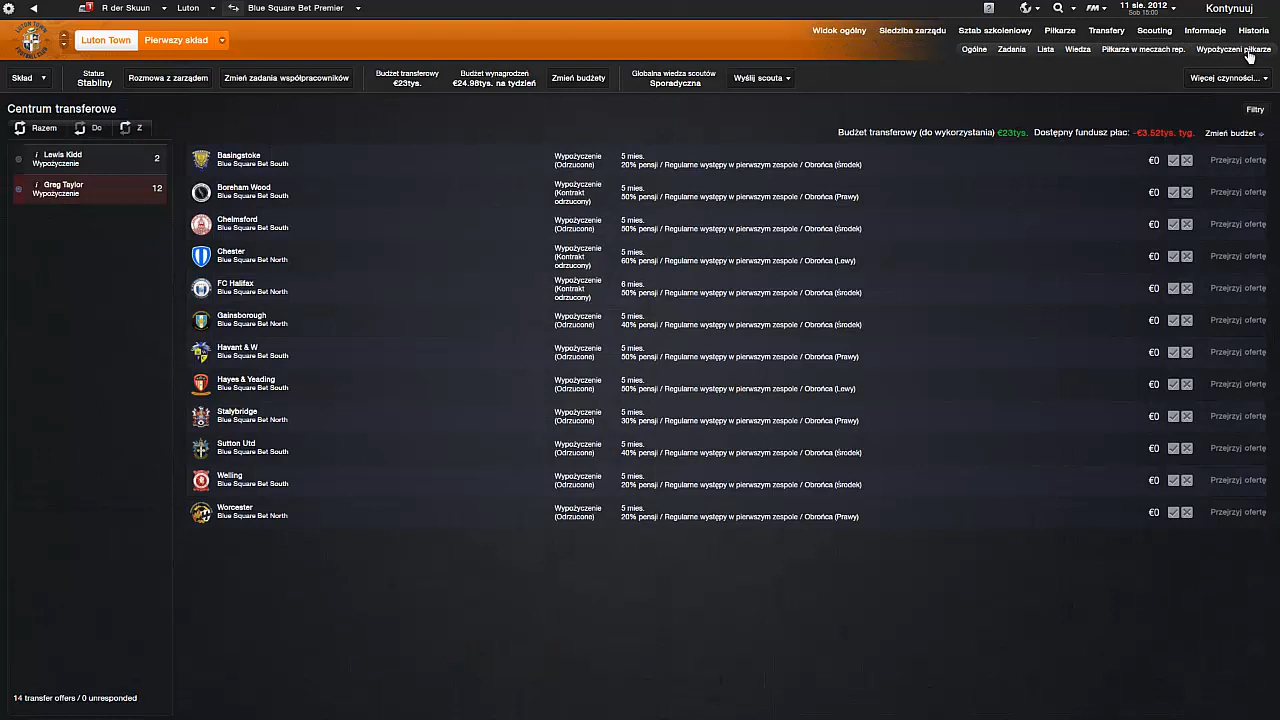 R der Skuun
Luton
Blue Square Bet Premier
FM
11 sie. 2012
Sob 15:00
Kontynuuj
Luton Town
Pierwszy skład
Widok ogólny
Siedziba zarządu
Sztab szkoleniowy
Piłkarze
Transfery
Scouting
Informacje
Historia
Ogólne
Zadania
Lista
Wiedza
Piłkarze w meczach rep.
Wypożyczeni piłkarze
Skład
Status
Stabilny
Rozmowa z zarządem
Zmień zadania współpracowników
Budżet transferowy
€23tys.
Budżet wynagrodzeń
€24.98tys. na tydzień
Zmień budżety
Globalna wiedza scoutów
Sporadyczna
Wyślij scouta
Więcej czynności...
Centrum transferowe
Filtry
Razem
Do
Z
Budżet transferowy (do wykorzystania) €23tys. Dostępny fundusz płac: -€3.52tys. tyg.
Zmień budżet
i Lewis Kidd
Wypożyczenie
2
i Greg Taylor
Wypożyczenie
12
Basingstoke
Blue Square Bet South
Wypożyczenie
(Odrzucone)
5 mies.
20% pensji / Regularne występy w pierwszym zespole / Obrońca (Środek)
€0
Przejrzyj ofertę
Boreham Wood
Blue Square Bet South
Wypożyczenie
(Kontrakt
odrzucony)
5 mies.
50% pensji / Regularne występy w pierwszym zespole / Obrońca (Prawy)
€0
Przejrzyj ofertę
Chelmsford
Blue Square Bet South
Wypożyczenie
(Odrzucone)
5 mies.
50% pensji / Regularne występy w pierwszym zespole / Obrońca (Środek)
€0
Przejrzyj ofertę
Chester
Blue Square Bet North
Wypożyczenie
(Kontrakt
odrzucony)
5 mies.
60% pensji / Regularne występy w pierwszym zespole / Obrońca (Lewy)
€0
Przejrzyj ofertę
FC Halifax
Blue Square Bet North
Wypożyczenie
(Kontrakt
odrzucony)
6 mies.
50% pensji / Regularne występy w pierwszym zespole / Obrońca (Środek)
€0
Przejrzyj ofertę
Gainsborough
Blue Square Bet North
Wypożyczenie
(Odrzucone)
5 mies.
40% pensji / Regularne występy w pierwszym zespole / Obrońca (Środek)
€0
Przejrzyj ofertę
Havant & W
Blue Square Bet South
Wypożyczenie
(Odrzucone)
5 mies.
50% pensji / Regularne występy w pierwszym zespole / Obrońca (Prawy)
€0
Przejrzyj ofertę
Hayes & Yeading
Blue Square Bet South
Wypożyczenie
(Odrzucone)
5 mies.
50% pensji / Regularne występy w pierwszym zespole / Obrońca (Lewy)
€0
Przejrzyj ofertę
Stalybridge
Blue Square Bet North
Wypożyczenie
(Odrzucone)
5 mies.
30% pensji / Regularne występy w pierwszym zespole / Obrońca (Prawy)
€0
Przejrzyj ofertę
Sutton Utd
Blue Square Bet South
Wypożyczenie
(Odrzucone)
5 mies.
40% pensji / Regularne występy w pierwszym zespole / Obrońca (Środek)
€0
Przejrzyj ofertę
Welling
Blue Square Bet South
Wypożyczenie
(Odrzucone)
5 mies.
20% pensji / Regularne występy w pierwszym zespole / Obrońca (Środek)
€0
Przejrzyj ofertę
Worcester
Blue Square Bet North
Wypożyczenie
(Odrzucone)
5 mies.
20% pensji / Regularne występy w pierwszym zespole / Obrońca (Prawy)
€0
Przejrzyj ofertę
14 transfer offers / 0 unresponded